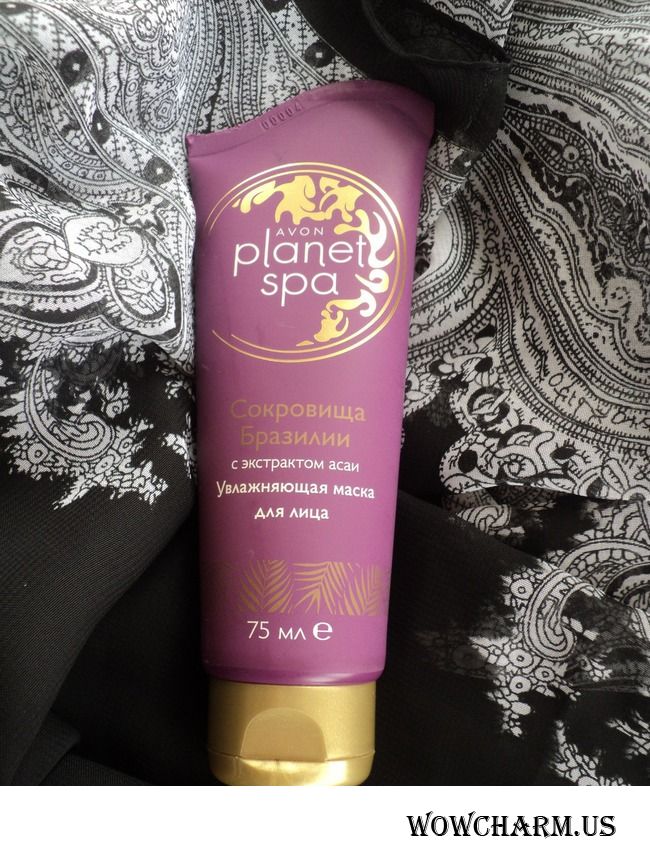 AVON
planet
spa
Сокровища
Бразилии
с экстрактом асаи
Увлажняющая маска
для лица
75 мл e
WOWCHARM.US